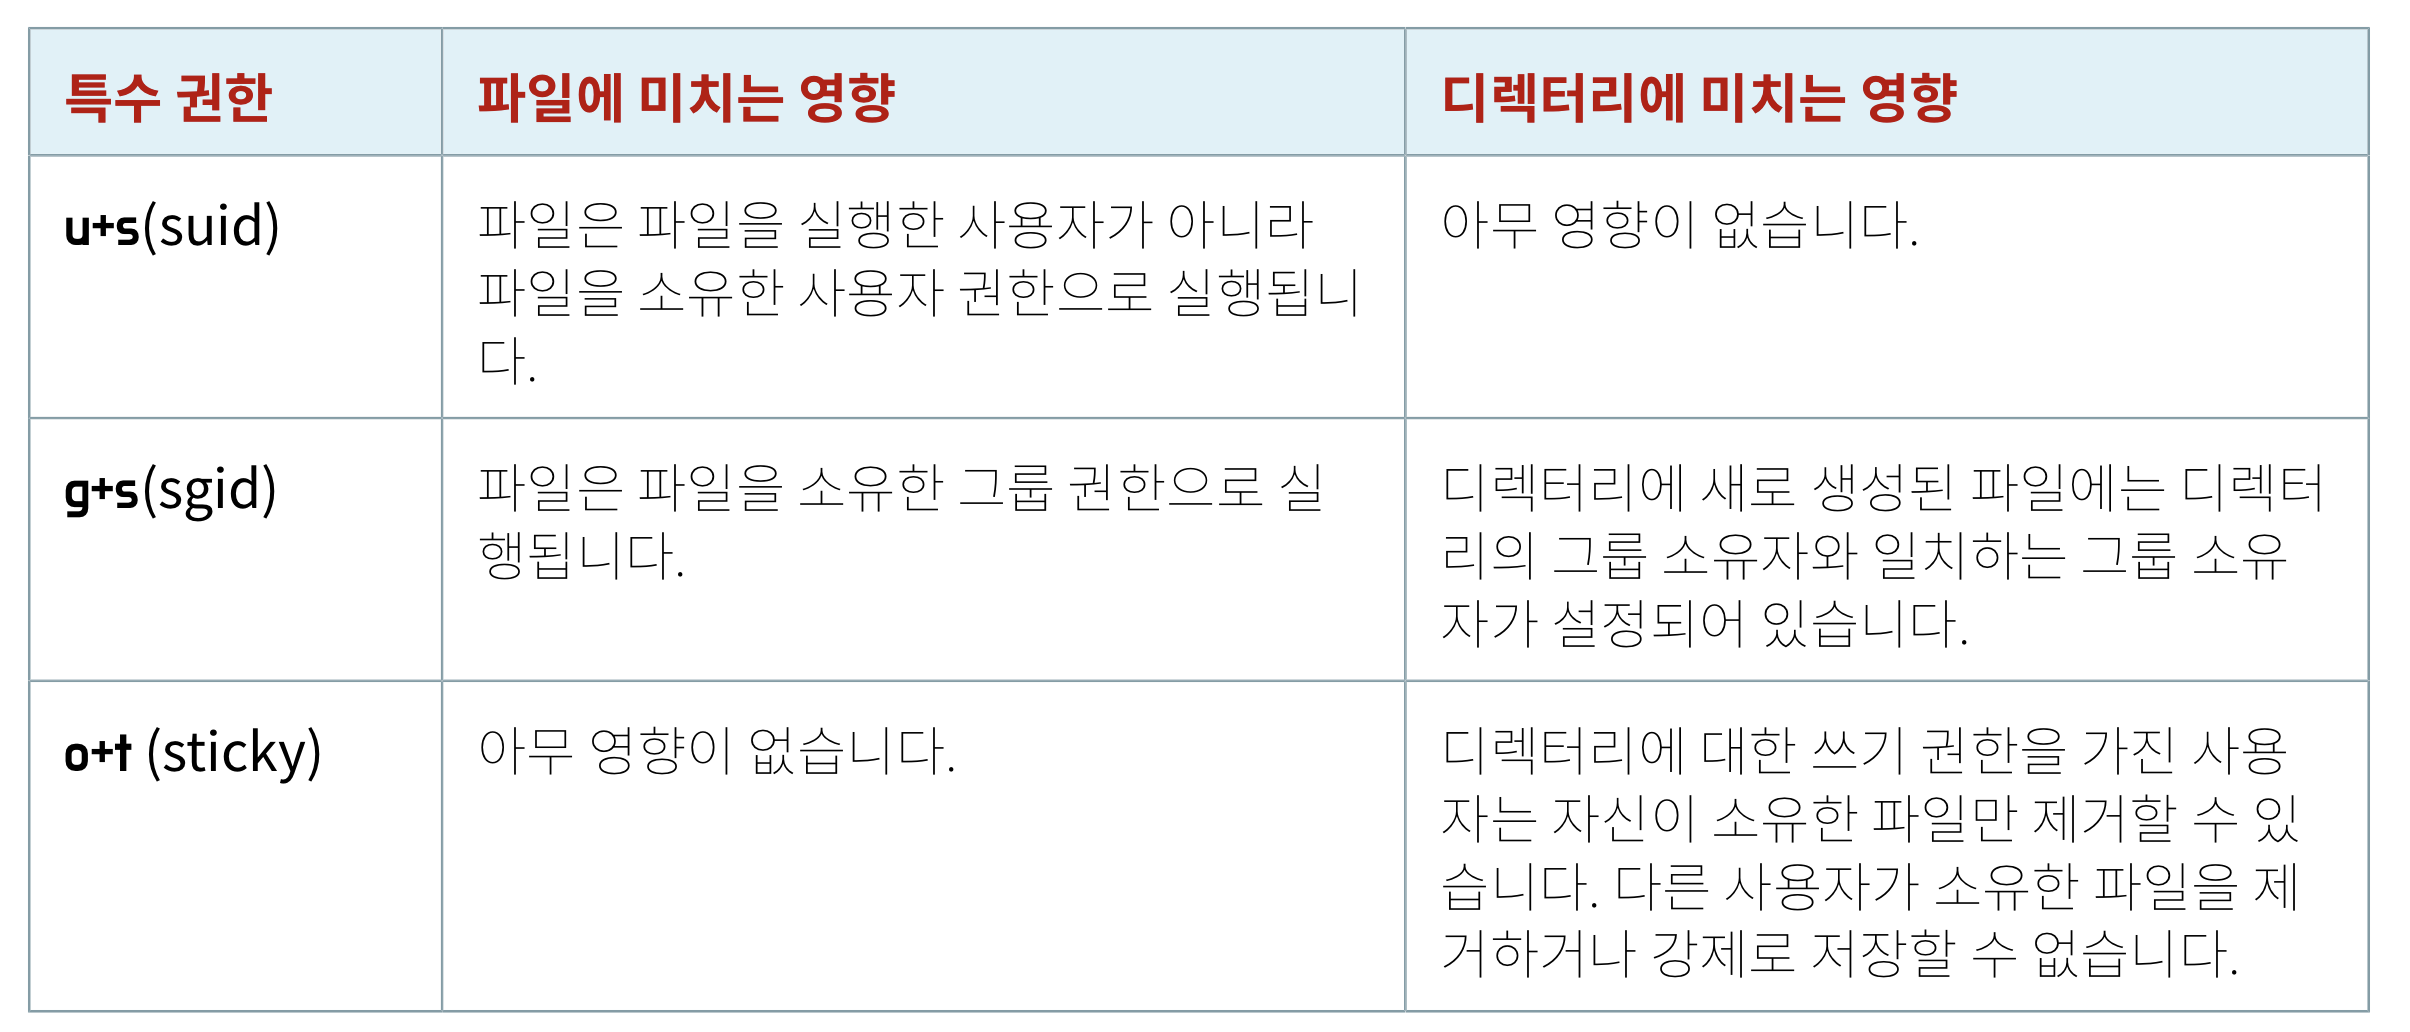 특수 권한
파일에 미치는 영향
디렉터리에 미치는 영향
u+s(suid)
파일은 파일을 실행한 사용자가 아니라
파일을 소유한 사용자 권한으로 실행됩니
다.
아무 영향이 없습니다.
g+s(sgid)
파일은 파일을 소유한 그룹 권한으로 실
행됩니다.
디렉터리에 새로 생성된 파일에는 디렉터
리의 그룹 소유자와 일치하는 그룹 소유
자가 설정되어 있습니다.
o+t (sticky)
아무 영향이 없습니다.
디렉터리에 대한 쓰기 권한을 가진 사용
자는 자신이 소유한 파일만 제거할 수 있
습니다. 다른 사용자가 소유한 파일을 제
거하거나 강제로 저장할 수 없습니다.